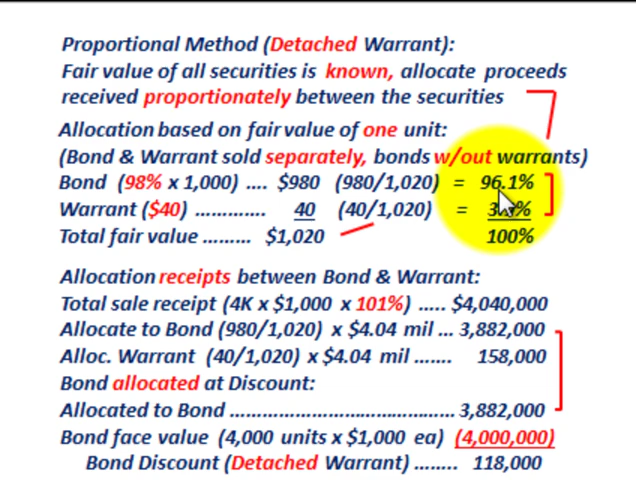 Proportional Method (Detached Warrant):
Fair value of all securities is known, allocate proceeds
received proportionately between the securities
Allocation based on fair value of one unit:
(Bond & Warrant sold separately, bonds w/out warrants)
Bond (98% x 1,000) .... $980 (980/1,020) = 96.1%
Warrant ($40) ............. 40 (40/1,020) =
Total fair value ......... $1,020 100%
Allocation receipts between Bond & Warrant:
Total sale receipt (4K x $1,000 x 101%) ..... $4,040,000
Allocate to Bond (980/1,020) x $4.04 mil ... 3,882,000
Alloc. Warrant (40/1,020) x $4.04 mil ....... 158,000
Bond allocated at Discount:
Allocated to Bond ........................................... 3,882,000
Bond face value (4,000 units x $1,000 ea) (4,000,000)
Bond Discount (Detached Warrant) ........ 118,000